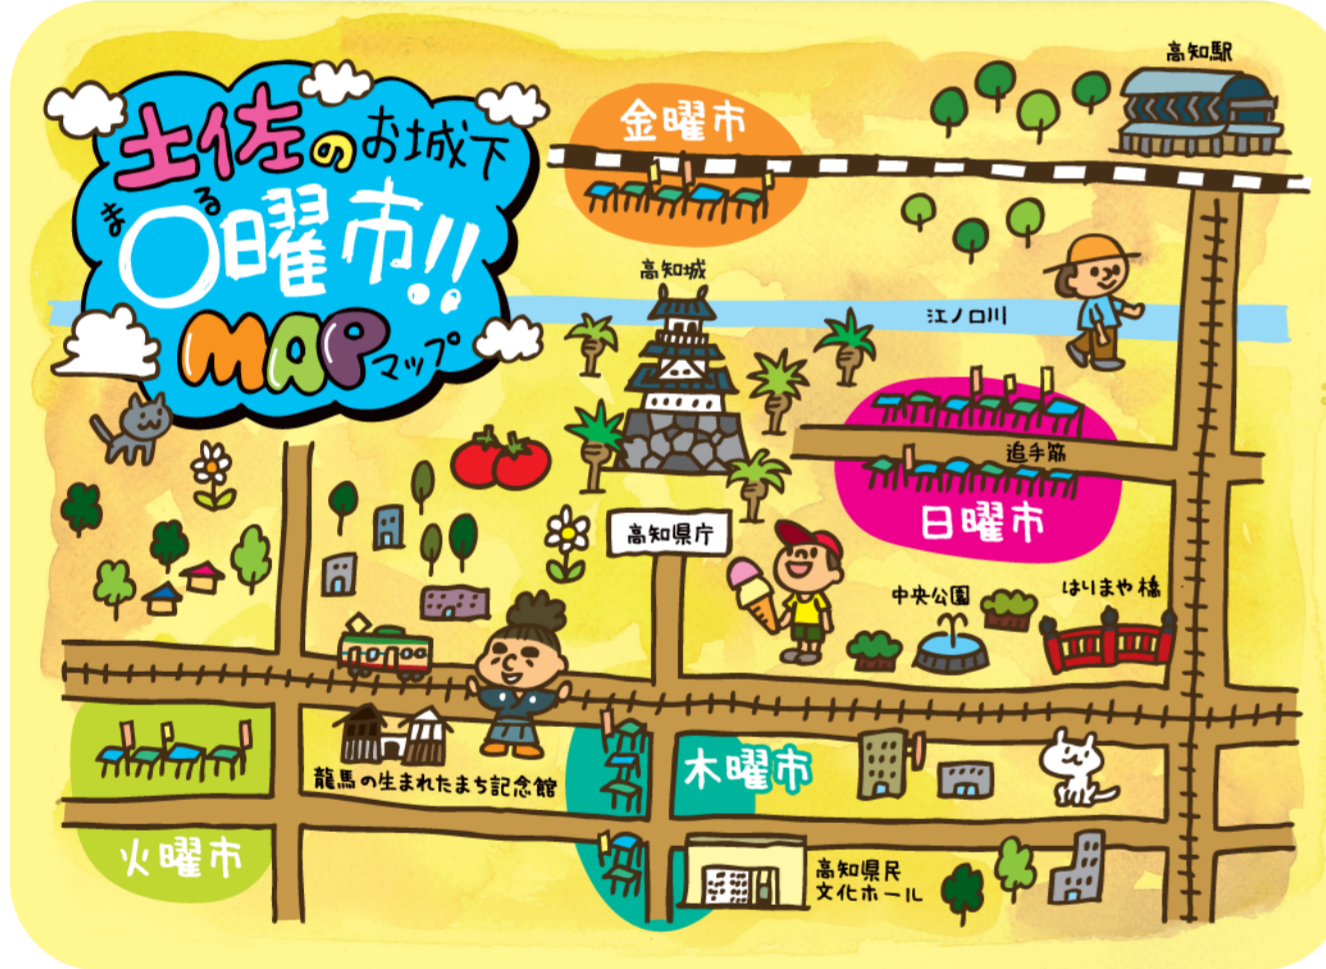 土佐のお城下
まる
○曜市!!
MAPマップ
高知駅
金曜市
高知城
江ノ口川
追手筋
日曜市
高知県庁
中央公園
はりまや橋
龍馬の生まれたまち記念館
木曜市
火曜市
高知県民
文化ホール